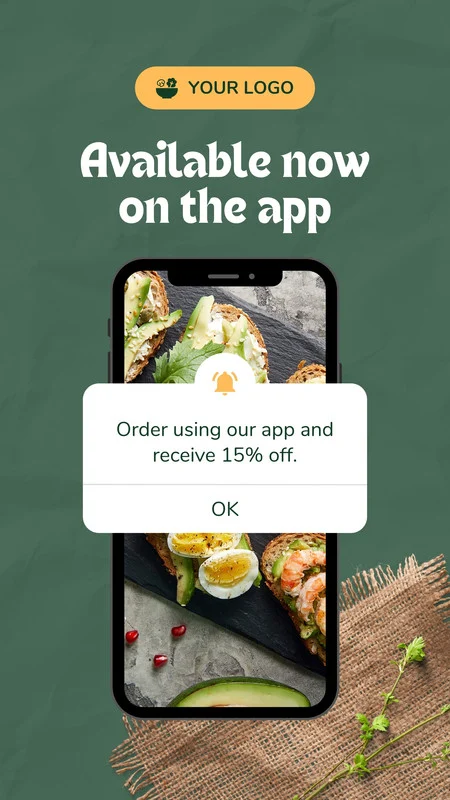 YOUR LOGO
Available now
on the app
Order using our app and
receive 15% off.
OK